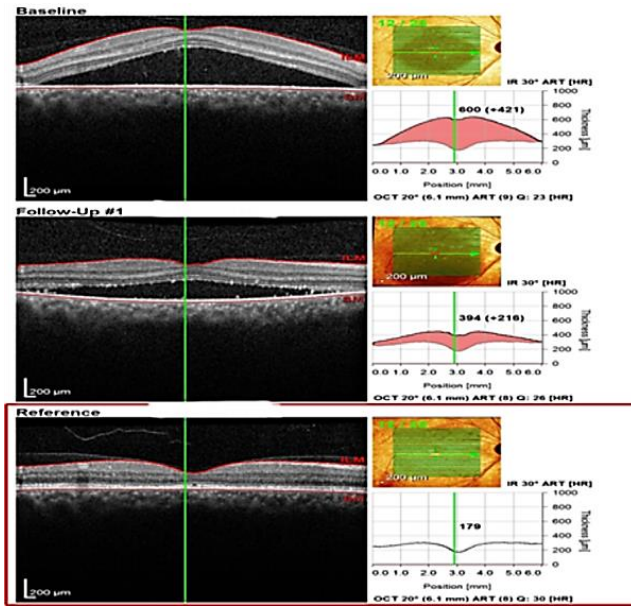 Baseline
ILM
200 µm
12 / 25
200 µm
IR 30° ART [HR]
600 (+421)
1000
800
600
400
200
0
Thickness [µm]
0.0 1.0 2.0 3.0 4.0 5.0 6.0
Position [mm]
OCT 20° (6.1 mm) ART (9) Q: 23 [HR]
Follow-Up #1
ILM
BM
200 µm
200 µm
IR 30° ART [HR]
394 (+216)
1000
800
600
400
200
0
Thickness [µm]
0.0 1.0 2.0 3.0 4.0 5.0 6.0
Position [mm]
OCT 20° (6.1 mm) ART (8) Q: 26 [HR]
Reference
ILM
BM
200 µm
200 µm
IR 30° ART [HR]
179
1000
800
600
400
200
0
Thickness [µm]
0.0 1.0 2.0 3.0 4.0 5.0 6.0
Position [mm]
OCT 20° (6.1 mm) ART (8) Q: 30 [HR]